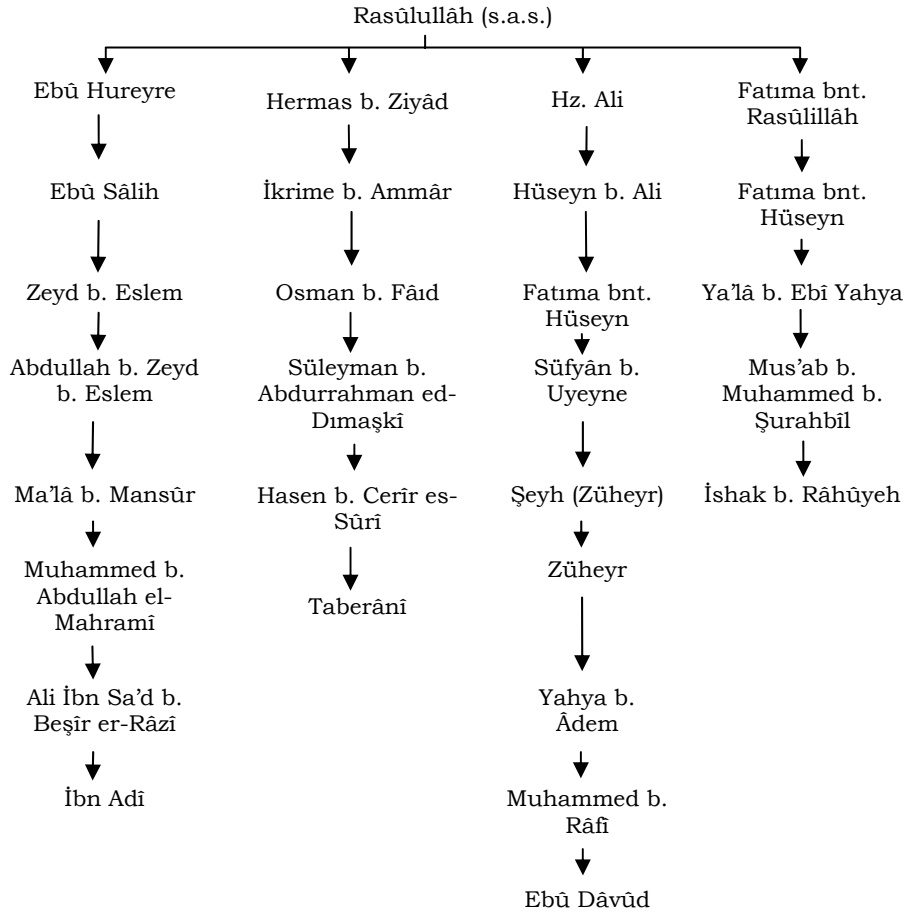 Rasûlullâh (s.a.s.)
Ebû Hureyre
Ebû Sâlih
Zeyd b. Eslem
Abdullah b. Zeyd
b. Eslem
Ma’lâ b. Mansûr
Muhammed b.
Abdullah el-
Mahramî
Ali İbn Sa’d b.
Beşîr er-Râzî
İbn Adî
Hermas b. Ziyâd
İkrime b. Ammâr
Osman b. Fâıd
Süleyman b.
Abdurrahman ed-
Dımaşkî
Hasen b. Cerîr es-
Sûrî
Taberânî
Hz. Ali
Hüseyn b. Ali
Fatıma bnt.
Hüseyn
Süfyân b.
Uyeyne
Şeyh (Züheyr)
Züheyr
Yahya b.
Âdem
Muhammed b.
Râfî
Ebû Dâvûd
Fatıma bnt.
Rasûlillâh
Fatıma bnt.
Hüseyn
Ya’lâ b. Ebî Yahya
Mus’ab b.
Muhammed b.
Şurahbîl
İshak b. Râhûyeh